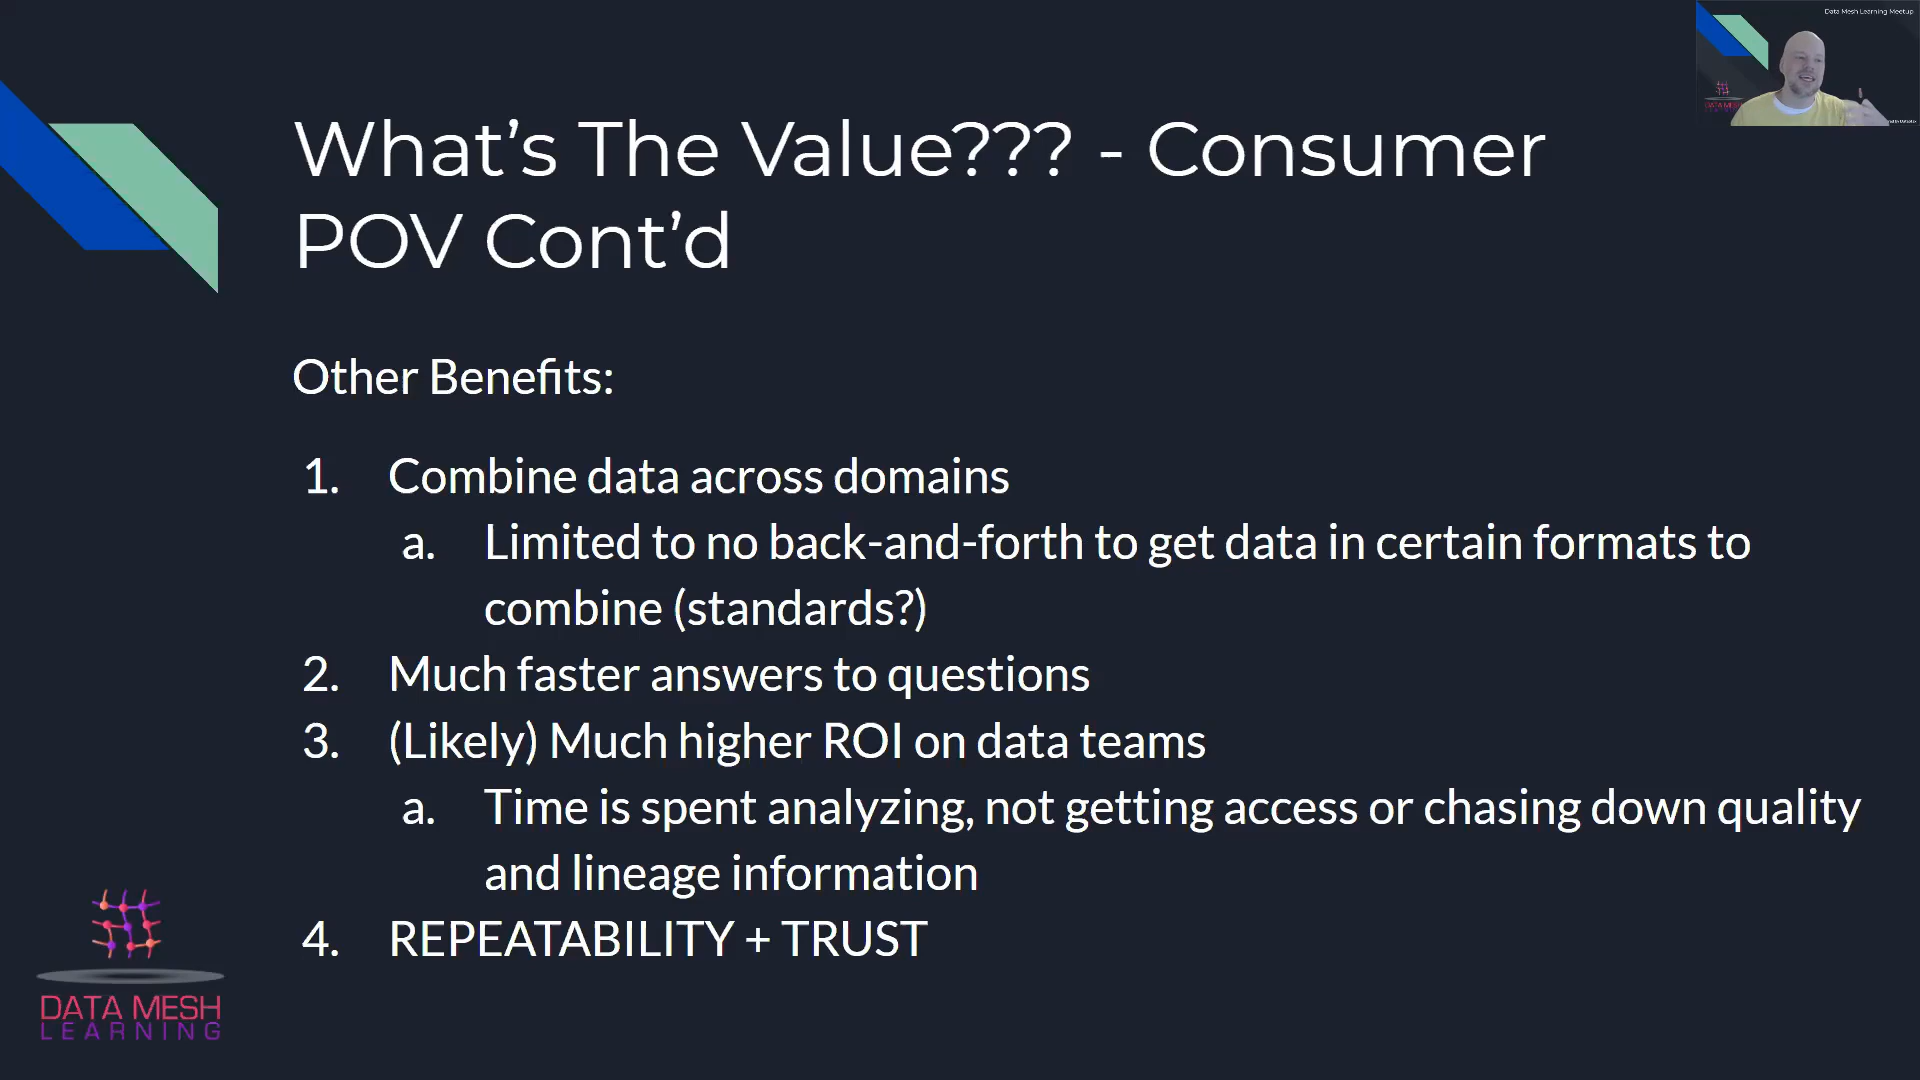 Data Mesh Learning Meetup
What's The Value??? - Consumer
POV Cont'd
Other Benefits:
1. Combine data across domains
a. Limited to no back-and-forth to get data in certain formats to
combine (standards?)
2. Much faster answers to questions
3. (Likely) Much higher ROI on data teams
a. Time is spent analyzing, not getting access or chasing down quality
and lineage information
4. REPEATABILITY + TRUST
DATA MESH
LEARNING